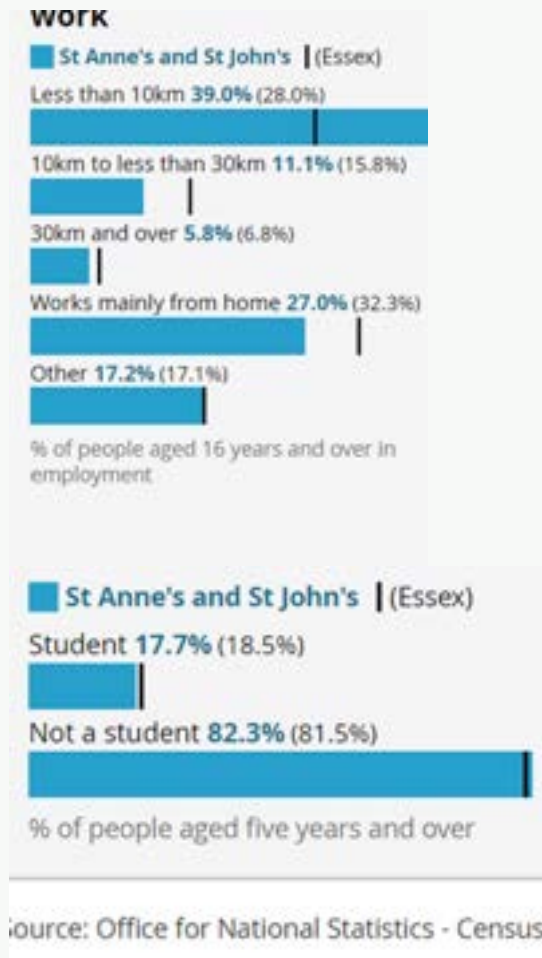 work
St Anne's and St John's (Essex)
Less than 10km 39.0% (28.0%)
10km to less than 30km 11.1% (15.8%)
30km and over 5.8% (6.8%)
Works mainly from home 27.0% (32.3%)
Other 17.2% (17.1%)
% of people aged 16 years and over in
employment
St Anne's and St John's (Essex)
Student 17.7% (18.5%)
Not a student 82.3% (81.5%)
% of people aged five years and over
Source: Office for National Statistics - Census